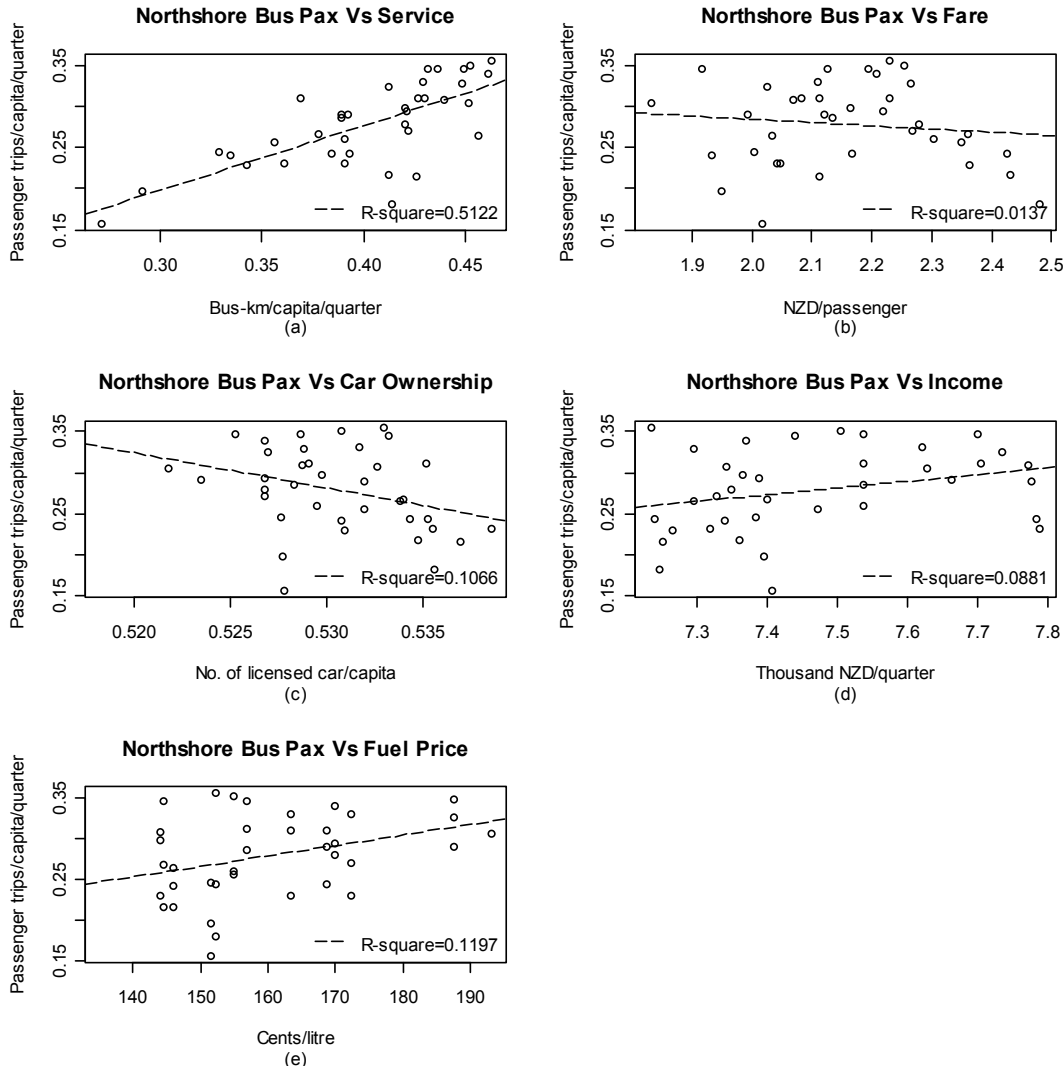 Northshore Bus Pax Vs Service
Passenger trips/capita/quarter
0.35
0.25
0.15
R-square=0.5122
0.30 0.35 0.40 0.45
Bus-km/capita/quarter
(a)
Northshore Bus Pax Vs Fare
Passenger trips/capita/quarter
0.35
0.25
0.15
R-square=0.0137
1.9 2.0 2.1 2.2 2.3 2.4 2.5
NZD/passenger
(b)
Northshore Bus Pax Vs Car Ownership
Passenger trips/capita/quarter
0.35
0.25
0.15
R-square=0.1066
0.520 0.525 0.530 0.535
No. of licensed car/capita
(c)
Northshore Bus Pax Vs Income
Passenger trips/capita/quarter
0.35
0.25
0.15
R-square=0.0881
7.3 7.4 7.5 7.6 7.7 7.8
Thousand NZD/quarter
(d)
Northshore Bus Pax Vs Fuel Price
Passenger trips/capita/quarter
0.35
0.25
0.15
R-square=0.1197
140 150 160 170 180 190
Cents/litre
(e)